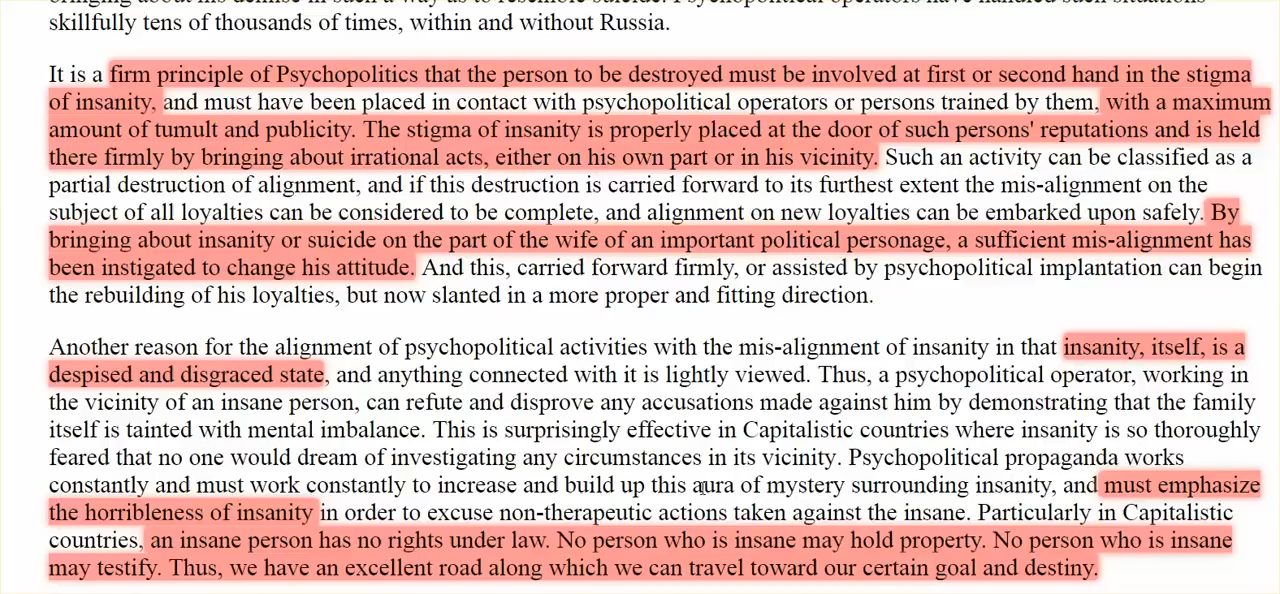 bringing about his demise in such a way as to resemble suicide. Psychopolitical operators have handled such situations
skillfully tens of thousands of times, within and without Russia.
It is a firm principle of Psychopolitics that the person to be destroyed must be involved at first or second hand in the stigma
of insanity, and must have been placed in contact with psychopolitical operators or persons trained by them, with a maximum
amount of tumult and publicity. The stigma of insanity is properly placed at the door of such persons' reputations and is held
there firmly by bringing about irrational acts, either on his own part or in his vicinity. Such an activity can be classified as a
partial destruction of alignment, and if this destruction is carried forward to its furthest extent the mis-alignment on the
subject of all loyalties can be considered to be complete, and alignment on new loyalties can be embarked upon safely. By
bringing about insanity or suicide on the part of the wife of an important political personage, a sufficient mis-alignment has
been instigated to change his attitude. And this, carried forward firmly, or assisted by psychopolitical implantation can begin
the rebuilding of his loyalties, but now slanted in a more proper and fitting direction.
Another reason for the alignment of psychopolitical activities with the mis-alignment of insanity in that insanity, itself, is a
despised and disgraced state, and anything connected with it is lightly viewed. Thus, a psychopolitical operator, working in
the vicinity of an insane person, can refute and disprove any accusations made against him by demonstrating that the family
itself is tainted with mental imbalance. This is surprisingly effective in Capitalistic countries where insanity is so thoroughly
feared that no one would dream of investigating any circumstances in its vicinity. Psychopolitical propaganda works
constantly and must work constantly to increase and build up this aura of mystery surrounding insanity, and must emphasize
the horribleness of insanity in order to excuse non-therapeutic actions taken against the insane. Particularly in Capitalistic
countries, an insane person has no rights under law. No person who is insane may hold property. No person who is insane
may testify. Thus, we have an excellent road along which we can travel toward our certain goal and destiny.